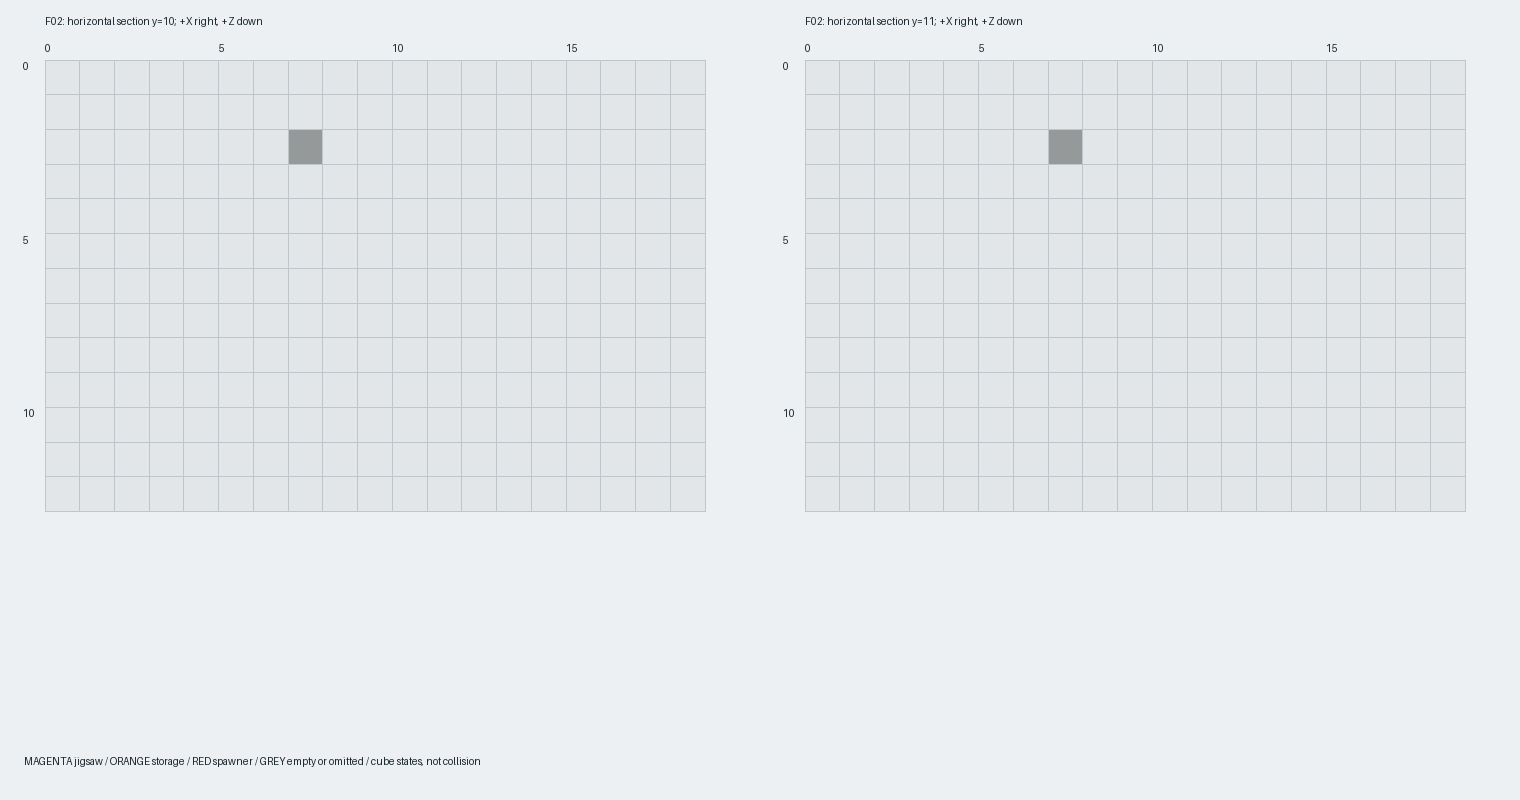 F02: horizontal section y=10; +X right, +Z down
0 5 10 15
0
5
10
F02: horizontal section y=11; +X right, +Z down
0 5 10 15
0
5
10
MAGENTA jigsaw / ORANGE storage / RED spawner / GREY empty or omitted / cube states, not collision